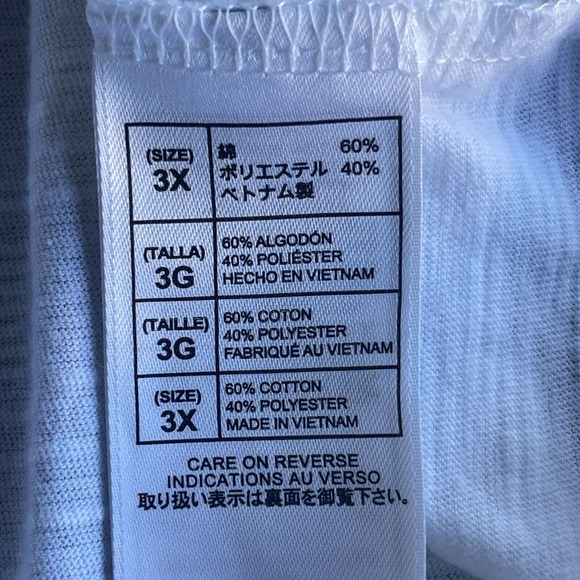 (SIZE)
3X
綿 60%
ポリエステル 40%
ベトナム製
(TALLA)
3G
60% ALGODÓN
40% POLIÉSTER
HECHO EN VIETNAM
(TAILLE)
3G
60% COTON
40% POLYESTER
FABRIQUÉ AU VIETNAM
(SIZE)
3X
60% COTTON
40% POLYESTER
MADE IN VIETNAM
CARE ON REVERSE
INDICATIONS AU VERSO
取り扱い表示は裏面を御覧下さい。